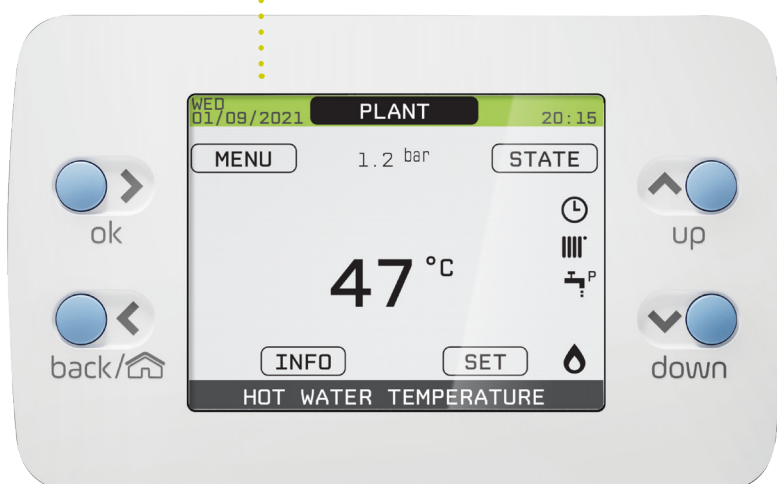 WED
01/09/2021 PLANT 20:15
MENU 1.2 bar STATE
ok up
47 °C
P
back/ down
INFO SET
HOT WATER TEMPERATURE